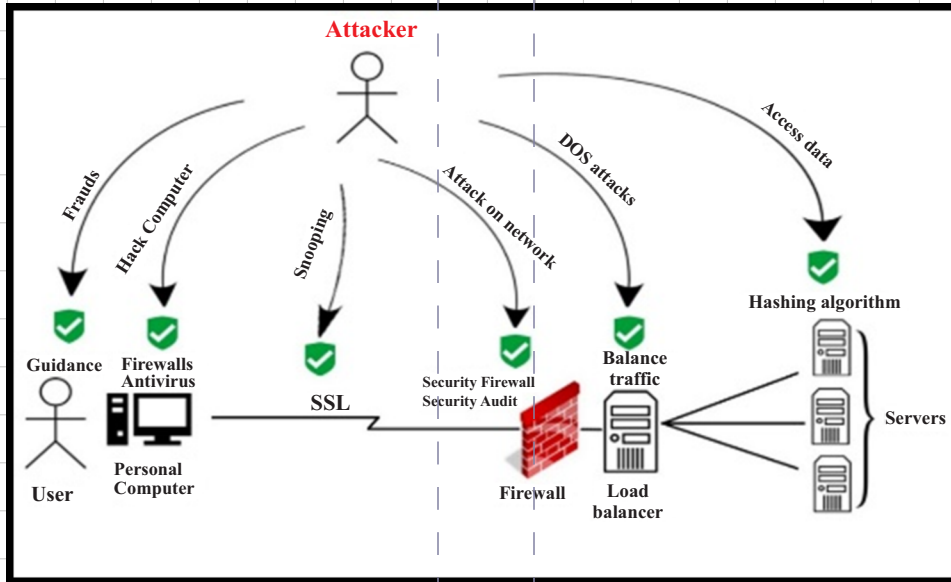 Attacker
Frauds
Hack Computer
Snooping
Attack on network
DOS attacks
Access data
Guidance
Firewalls
Antivirus
SSL
Security Firewall
Security Audit
Balance
traffic
Hashing algorithm
User
Personal
Computer
Firewall
Load
balancer
Servers